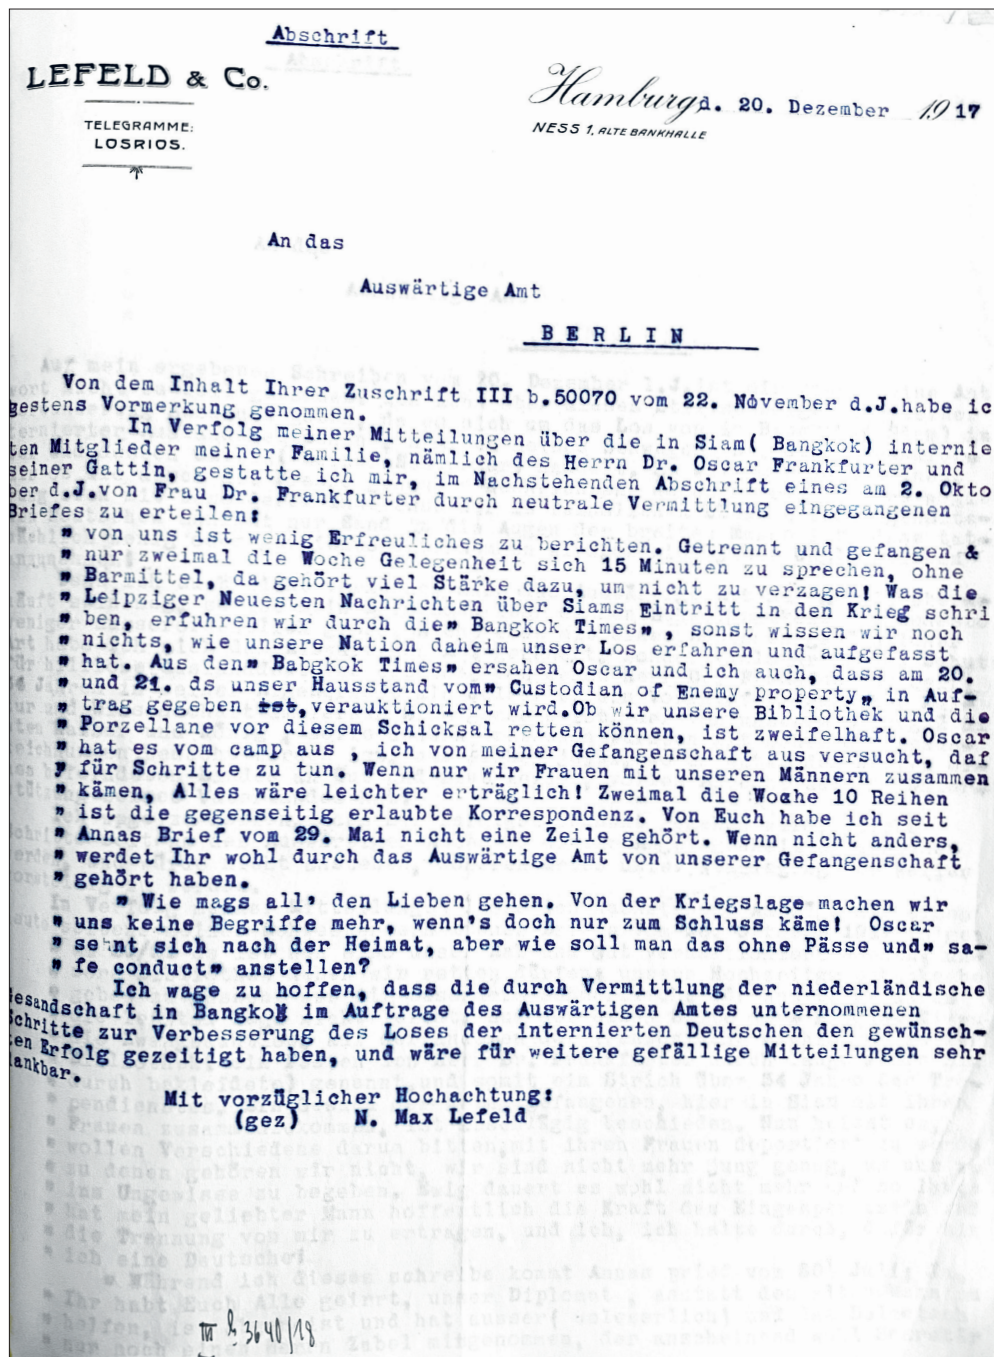 Abschrift
LEFELD & Co.
Hamburg, d. 20. Dezember 1917
TELEGRAMME:
LOSRIOS.
NESS 1, ALTE BANKHALLE
An das
Auswärtige Amt
BERLIN
Von dem Inhalt Ihrer Zuschrift III b.50070 vom 22. November d.J.habe ic
gestens Vormerkung genommen.
In Verfolg meiner Mitteilungen über die in Siam( Bangkok) internie
ten Mitglieder meiner Familie, nämlich des Herrn Dr. Oscar Frankfurter und
seiner Gattin, gestatte ich mir, im Nachstehenden Abschrift eines am 2. Okto
ber d.J.von Frau Dr. Frankfurter durch neutrale Vermittlung eingegangenen
Briefes zu erteilen:
" von uns ist wenig Erfreuliches zu berichten. Getrennt und gefangen &
" nur zweimal die Woche Gelegenheit sich 15 Minuten zu sprechen, ohne
" Barmittel, da gehört viel Stärke dazu, um nicht zu verzagen! Was die
" Leipziger Neuesten Nachrichten über Siams Eintritt in den Krieg schri
" ben, erfuhren wir durch die" Bangkok Times" , sonst wissen wir noch
" nichts, wie unsere Nation daheim unser Los erfahren und aufgefasst
" hat. Aus den" Babgkok Times" ersahen Oscar und ich auch, dass am 20.
" und 21. ds unser Hausstand vom" Custodian of Enemy property" in Auf-
" trag gegeben ist, verauktioniert wird.Ob wir unsere Bibliothek und die
" Porzellane vor diesem Schicksal retten können, ist zweifelhaft. Oscar
" hat es vom camp aus , ich von meiner Gefangenschaft aus versucht, daf
" für Schritte zu tun. Wenn nur wir Frauen mit unseren Männern zusammen
" kämen, Alles wäre leichter erträglich! Zweimal die Woche 10 Reihen
" ist die gegenseitig erlaubte Korrespondenz. Von Euch habe ich seit
" Annas Brief vom 29. Mai nicht eine Zeile gehört. Wenn nicht anders,
" werdet Ihr wohl durch das Auswärtige Amt von unserer Gefangenschaft
" gehört haben.
" Wie mags all' den Lieben gehen. Von der Kriegslage machen wir
" uns keine Begriffe mehr, wenn's doch nur zum Schluss käme! Oscar
" sehnt sich nach der Heimat, aber wie soll man das ohne Pässe und" sa-
" fe conduct" anstellen?
Ich wage zu hoffen, dass die durch Vermittlung der niederländische
Gesandschaft in Bangkok im Auftrage des Auswärtigen Amtes unternommenen
Schritte zur Verbesserung des Loses der internierten Deutschen den gewünsch-
ten Erfolg gezeitigt haben, und wäre für weitere gefällige Mitteilungen sehr
dankbar.
Mit vorzüglicher Hochachtung:
(gez) N. Max Lefeld
III b 3640/18